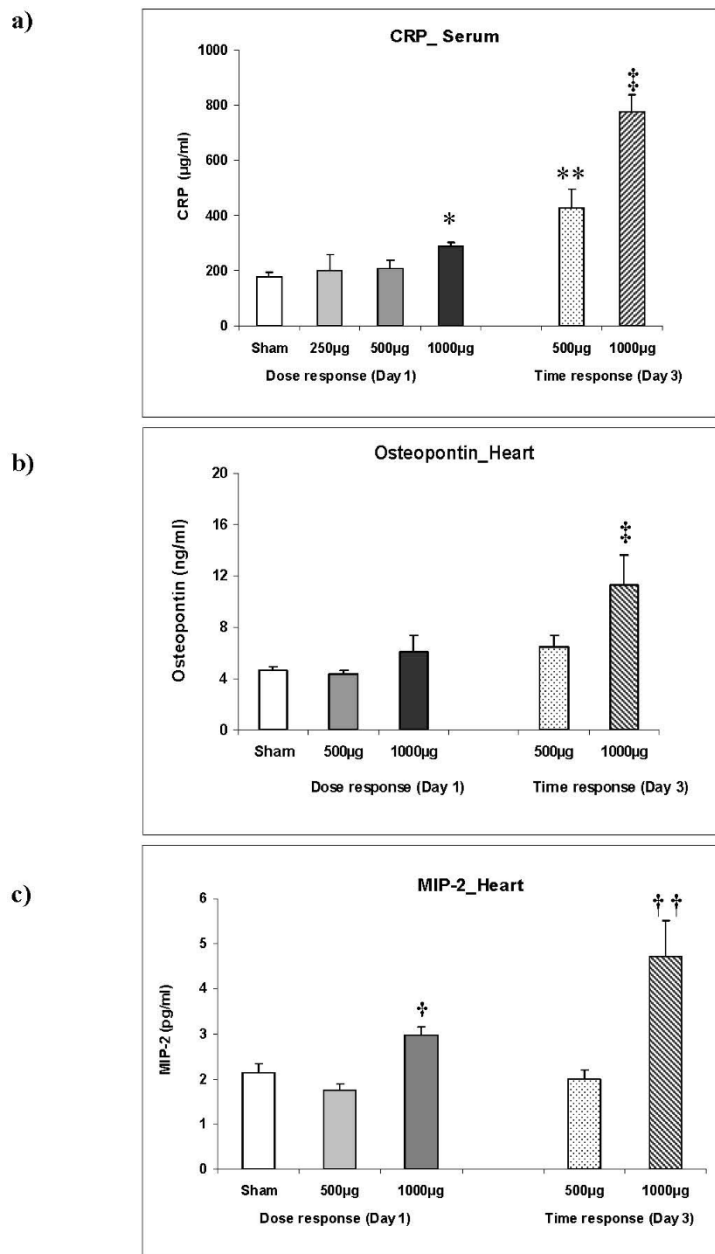 a)
CRP_ Serum
1000
800
600
400
200
0
CRP (µg/ml)
*
**
‡
Sham 250µg 500µg 1000µg 500µg 1000µg
Dose response (Day 1) Time response (Day 3)
b)
Osteopontin_Heart
20
16
12
8
4
0
Osteopontin (ng/ml)
‡
Sham 500µg 1000µg 500µg 1000µg
Dose response (Day 1) Time response (Day 3)
c)
MIP-2_Heart
6
5
4
3
2
1
0
MIP-2 (pg/ml)
†
† †
Sham 500µg 1000µg 500µg 1000µg
Dose response (Day 1) Time response (Day 3)